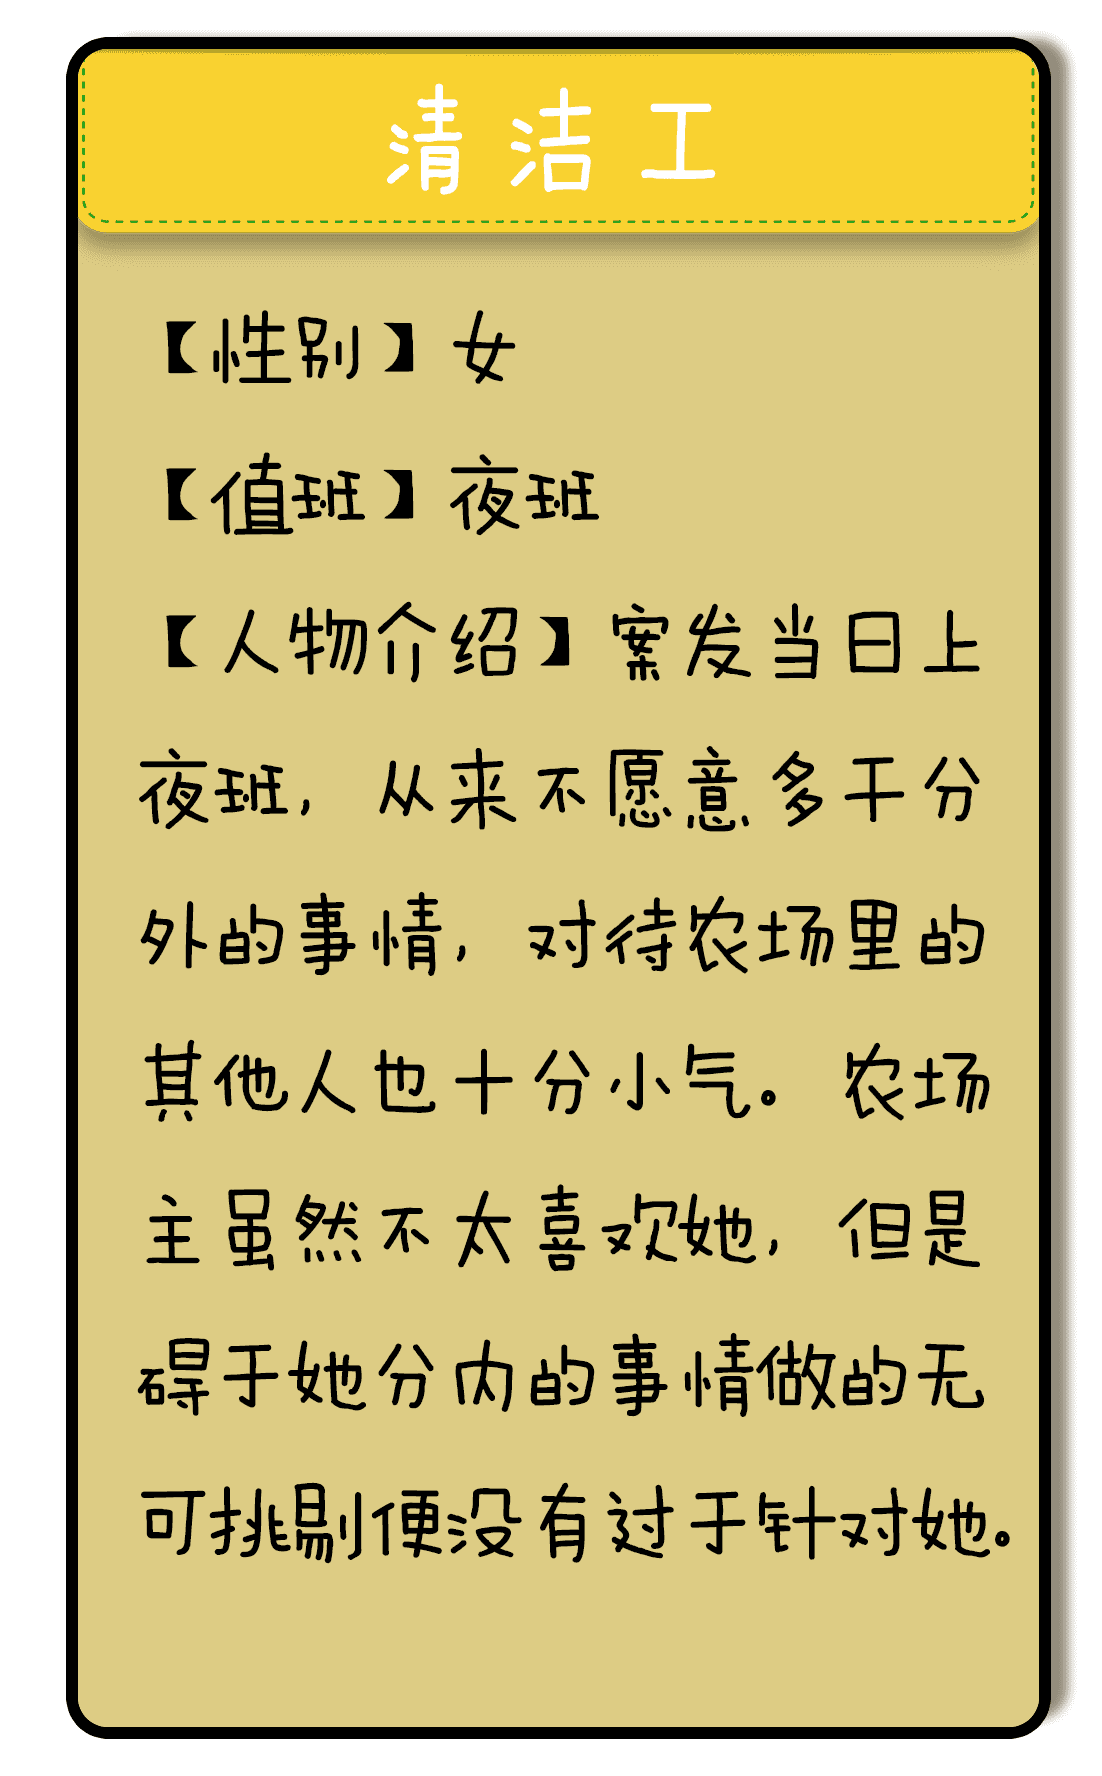 清洁工
【性别】女
【值班】夜班
【人物介绍】案发当日上
夜班，从来不愿意多干分
外的事情，对待农场里的
其他人也十分小气。农场
主虽然不太喜欢她，但是
碍于她分内的事情做的无
可挑剔便没有过于针对她。